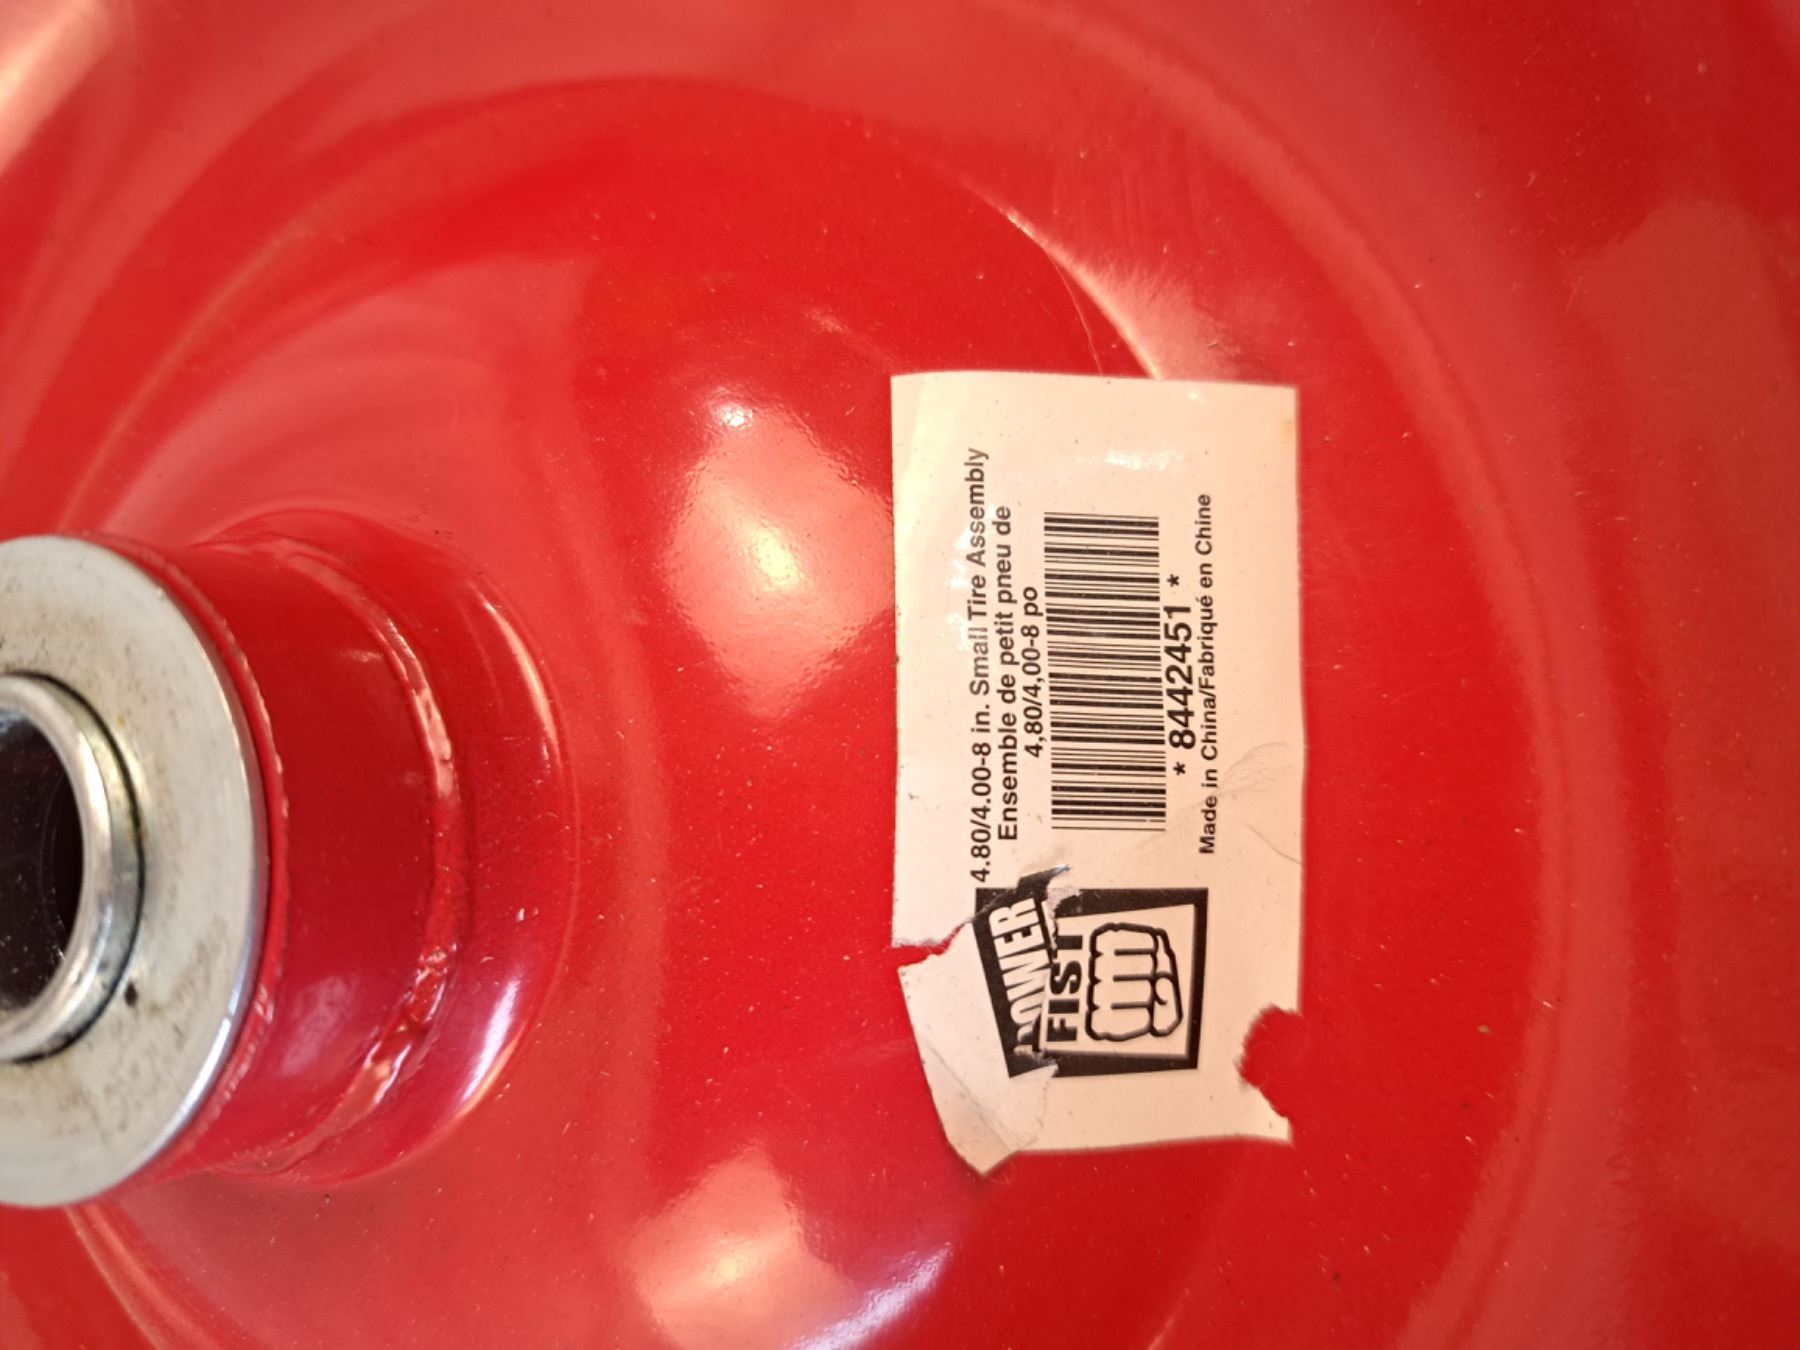 POWER
FIST
4.80/4.00-8 in. Small Tire Assembly
Ensemble de petit pneu de
4,80/4,00-8 po
* 8442451 *
Made in China/Fabriqué en Chine